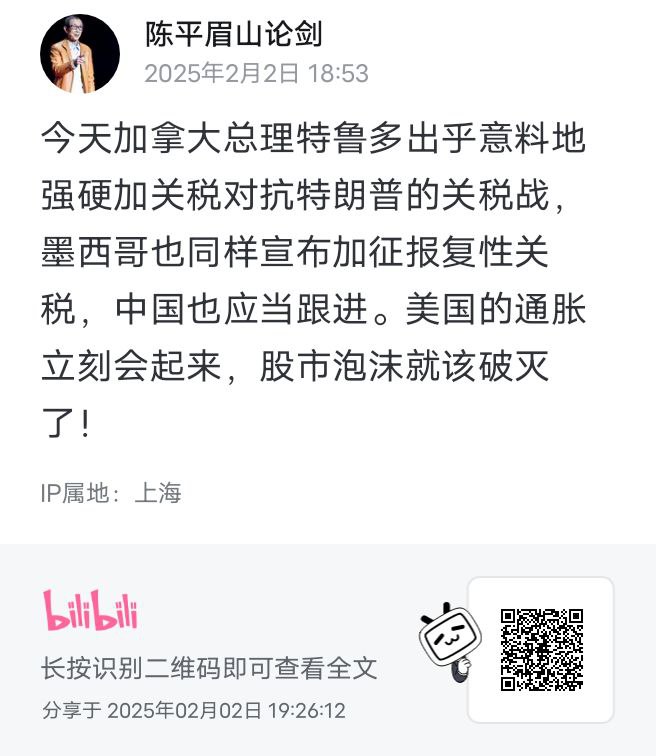 陈平眉山论剑
2025年2月2日 18:53
今天加拿大总理特鲁多出乎意料地
强硬加关税对抗特朗普的关税战，
墨西哥也同样宣布加征报复性关
税，中国也应当跟进。美国的通胀
立刻会起来，股市泡沫就该破灭
了！
IP属地：上海
bilibili
长按识别二维码即可查看全文
分享于 2025年02月02日 19:26:12